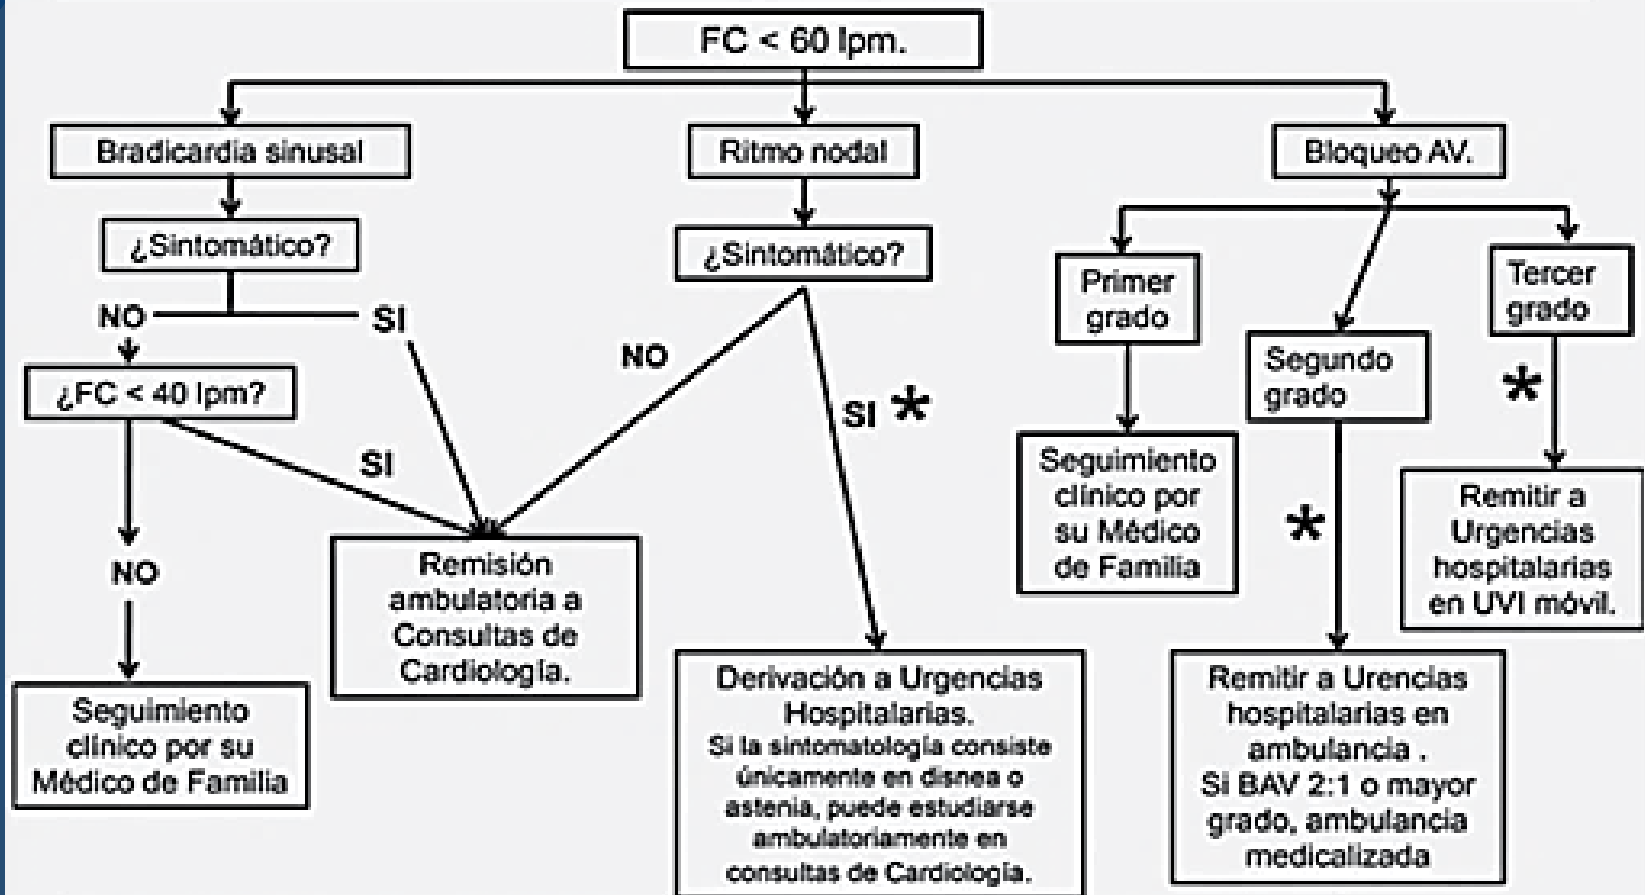 FC < 60 lpm.
Bradicardia sinusal
Ritmo nodal
Bloqueo AV.
¿Sintomático?
¿Sintomático?
Primer
grado
Segundo
grado
Tercer
grado
NO
SI
¿FC < 40 lpm?
NO
SI *
SI
NO
*
*
Seguimiento
clínico por
su Médico
de Familia
Remitir a
Urgencias
hospitalarias
en UVI móvil.
Remisión
ambulatoria a
Consultas de
Cardiología.
Seguimiento
clínico por su
Médico de Familia
Derivación a Urgencias
Hospitalarias.
Si la sintomatología consiste
únicamente en disnea o
astenia, puede estudiarse
ambulatoriamente en
consultas de Cardiología.
Remitir a Urencias
hospitalarias en
ambulancia .
Si BAV 2:1 o mayor
grado, ambulancia
medicalizada